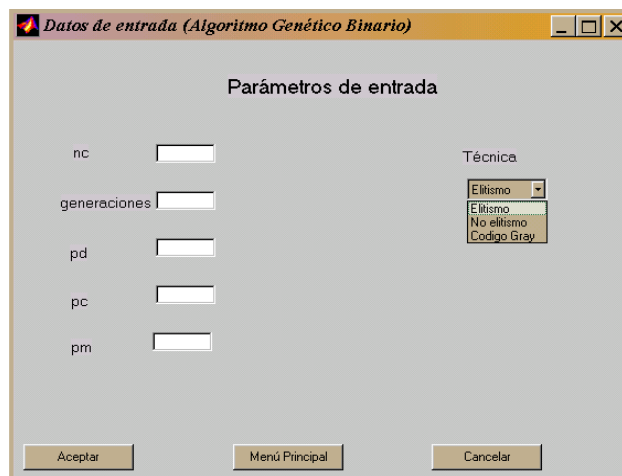 Datos de entrada (Algoritmo Genético Binario)
Parámetros de entrada
nc
generaciones
pd
pc
pm
Técnica
Elitismo
Elitismo
No elitismo
Codigo Gray
Aceptar
Menú Principal
Cancelar